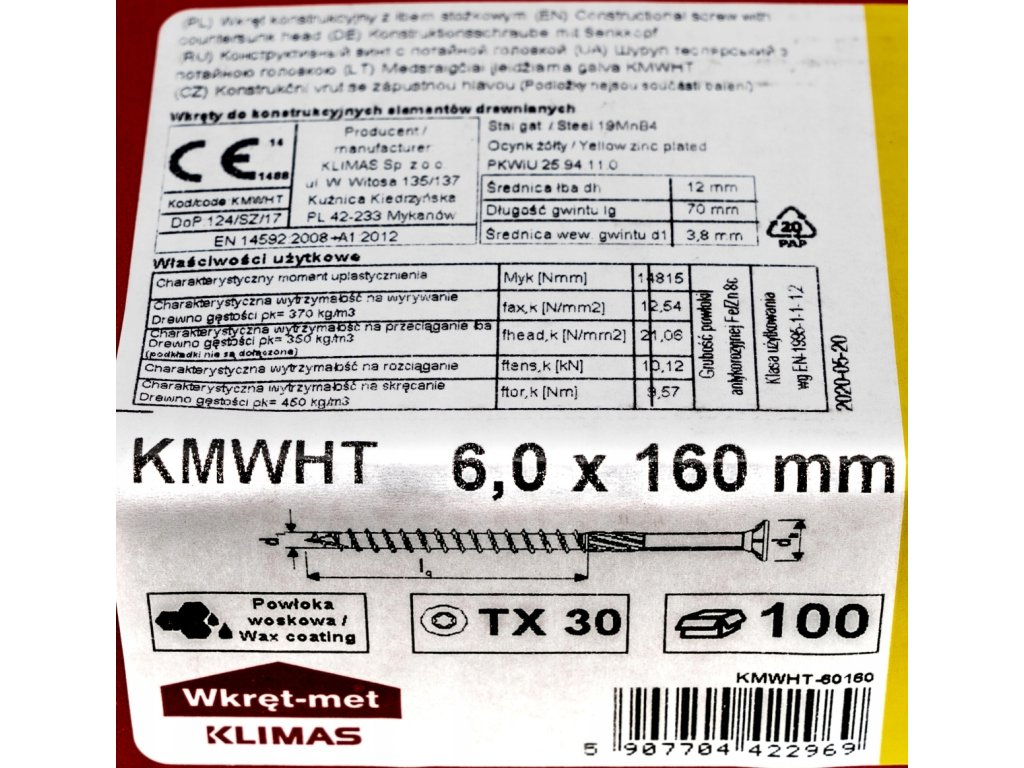 (PL) Wkręt konstrukcyjny z łbem stożkowym (EN) Constructional screw with
countersunk head (DE) Konstruktionsschraube mit Senkkopf
(RU) Конструктивный винт с потайной головкой (UA) Шуруп теслярський з
потайною головкою (LT) Medsraigčiai įleidžiama galva KMWHT
(CZ) Konstrukční vrut se zápustnou hlavou (Podložky nejsou součástí balení)
Wkręty do konstrukcyjnych elementów drewnianych
CE 14
1488
Kod/code KMWHT
DoP 124/SZ/17
Producent /
manufacturer
KLIMAS Sp z o.o.
ul. W Witosa 135/137
Kuźnica Kiedrzyńska
PL 42-233 Mykanów
EN 14592:2008+A1:2012
Stal gat / Steel 19MnB4
Ocynk żółty / Yellow zinc plated
PKWiU 25 94 11.0
Średnica łba dh 12 mm
Długość gwintu lg 70 mm
Średnica wew. gwintu d1 3,8 mm
20
PAP
Właściwości użytkowe
Charakterystyczny moment uplastycznienia Myk [Nmm] 14815
Charakterystyczna wytrzymałość na wyrywanie
Drewno gęstości ρk= 370 kg/m3 fax,k [N/mm2] 12,54
Charakterystyczna wytrzymałość na przeciąganie łba
Drewno gęstości ρk= 350 kg/m3 fhead,k [N/mm2] 21,06
(podkładki nie są dołączone)
Charakterystyczna wytrzymałość na rozciąganie ftens,k [kN] 10,12
Charakterystyczna wytrzymałość na skręcanie
Drewno gęstości ρk= 450 kg/m3 ftor,k [Nm] 9,57
Grubość powłoki
antykorozyjnej Fe/Zn 8c
Klasa użytkowania
wg EN-1995-1-1- 1,2
2020-05-20
KMWHT 6,0 x 160 mm
d
lg
dh
Powłoka
woskowa /
Wax coating
TX 30
100
Wkręt-met
KLIMAS
KMWHT-60160
5 907704 422969